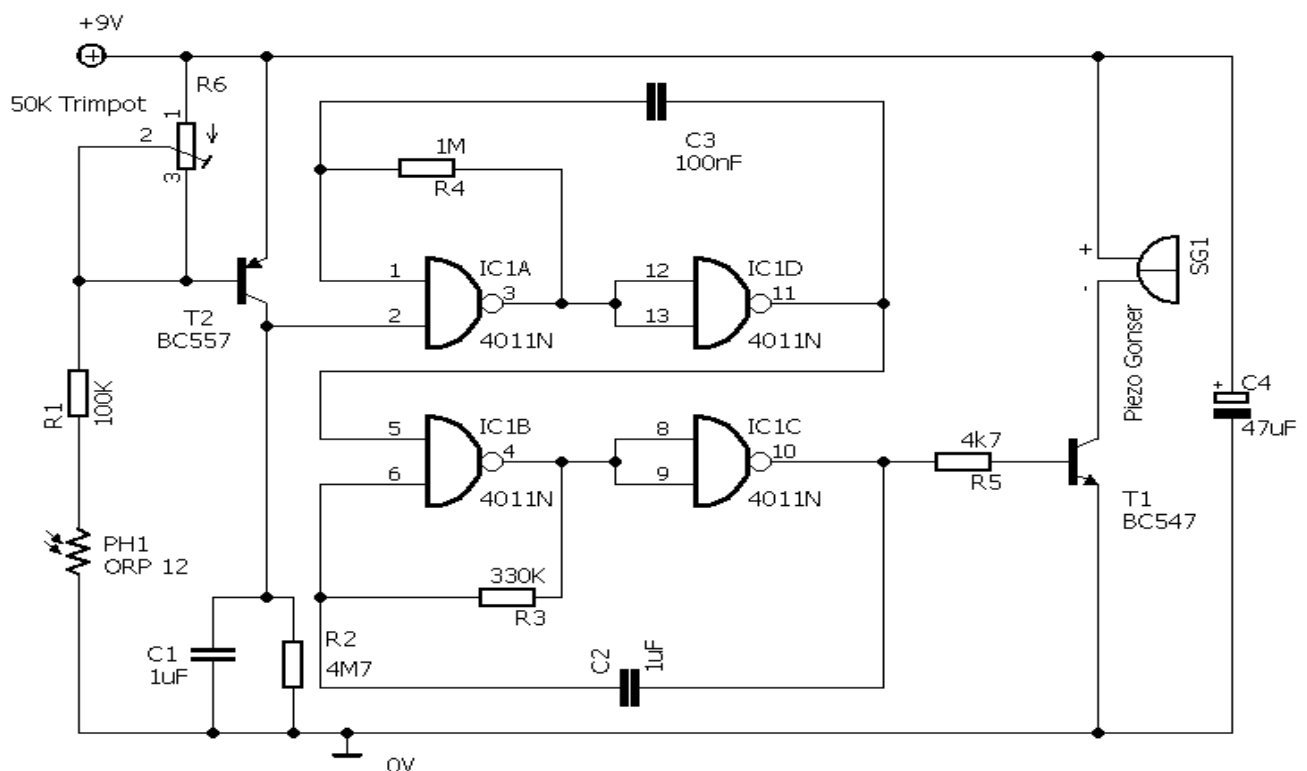 +9V
R6
50K Trimpot
1
2
3
C3
100nF
1M
R4
1
2
IC1A
3
4011N
12
13
IC1D
11
4011N
+
-
SG1
Piezo Gonser
T2
BC557
R1
100K
5
6
IC1B
4
4011N
8
9
IC1C
10
4011N
4k7
R5
T1
BC547
+
C4
47uF
PH1
ORP 12
330K
R3
C1
1uF
R2
4M7
C2
1uF
0V